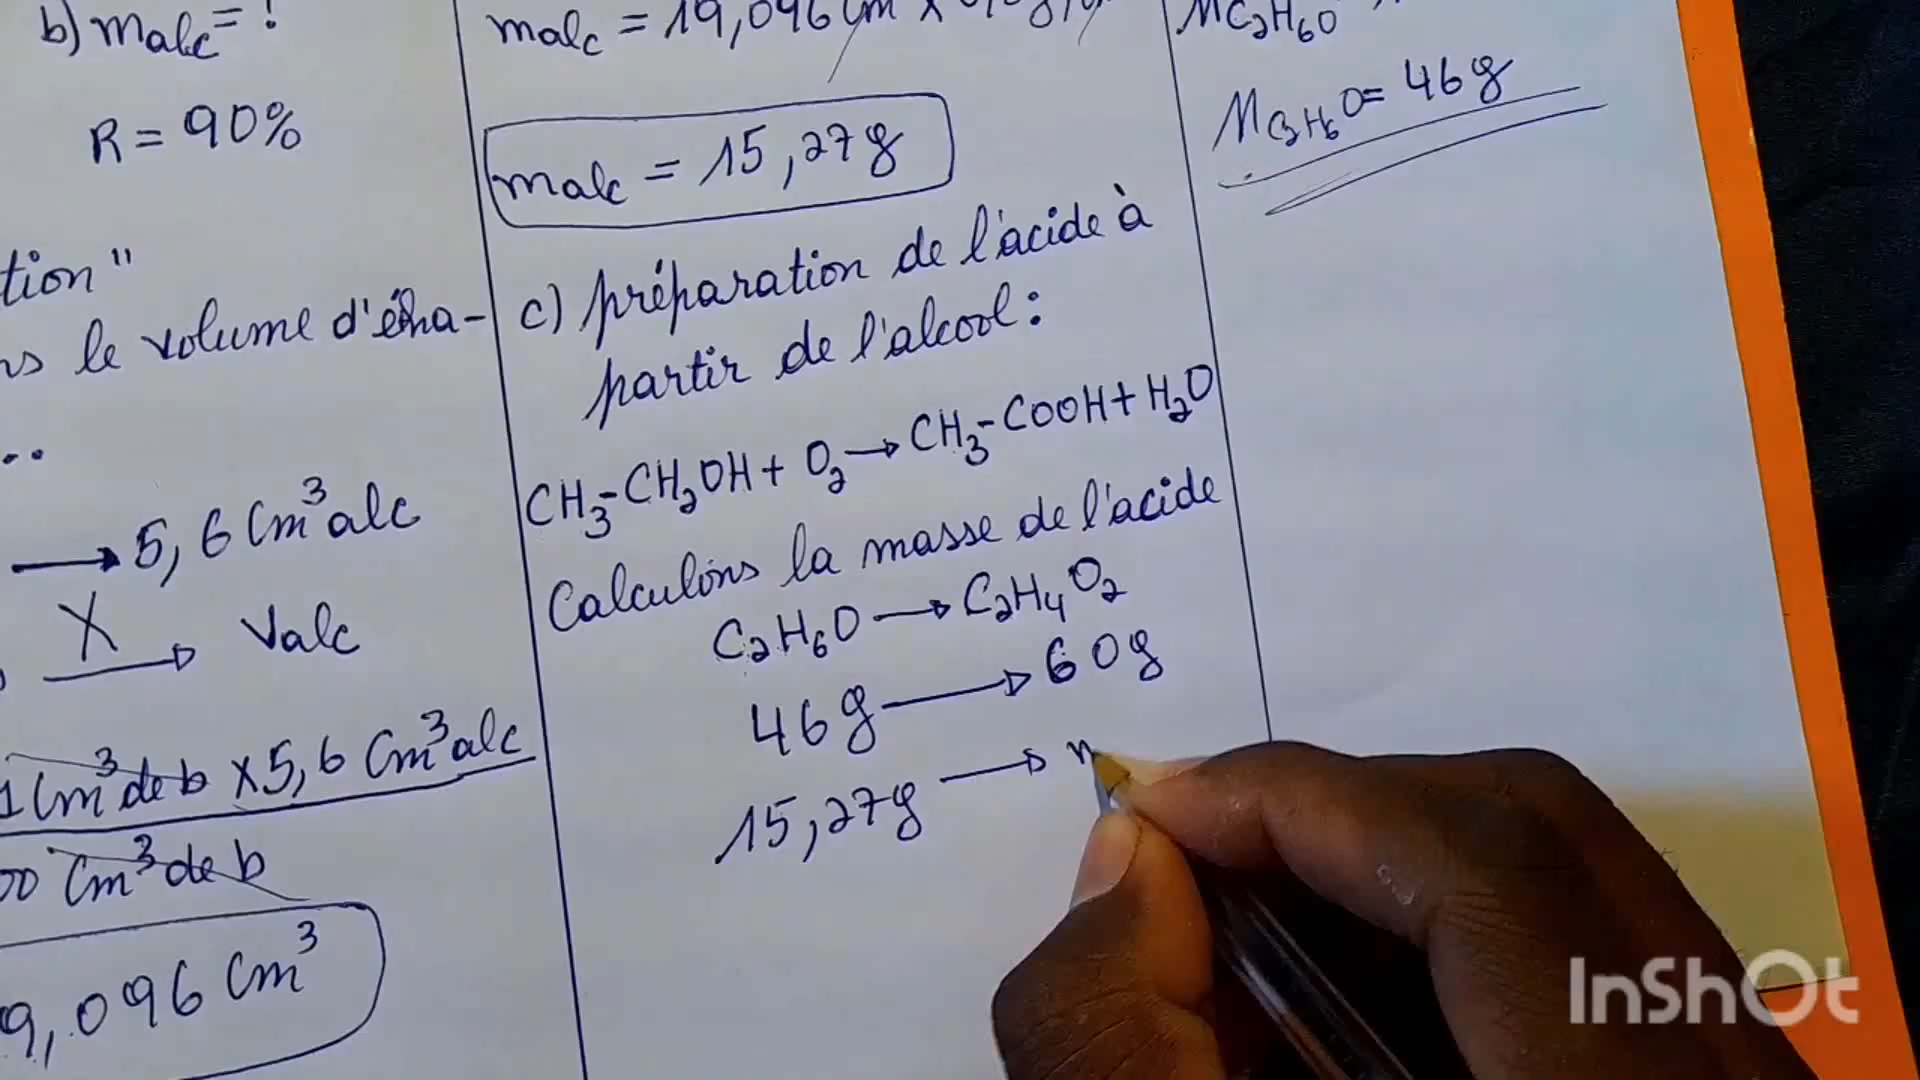 b) malc = ?
R = 90%
tion"
le volume d'étha-
..
→ 5,6 Cm³ alc
X → Valc
1 Cm³ de b x 5,6 Cm³ alc
00 Cm³ de b
9,096 Cm³
malc = 19,096 Cm³ x
malc = 15,27g
c) préparation de l'acide à
partir de l'alcool :
CH₃-CH₂OH + O₂ → CH₃-COOH + H₂O
Calculons la masse de l'acide
C₂H₆O → C₂H₄O₂
46g → 60g
15,27g →
MC₂H₆O
MC₂H₆O = 46g
InShOt